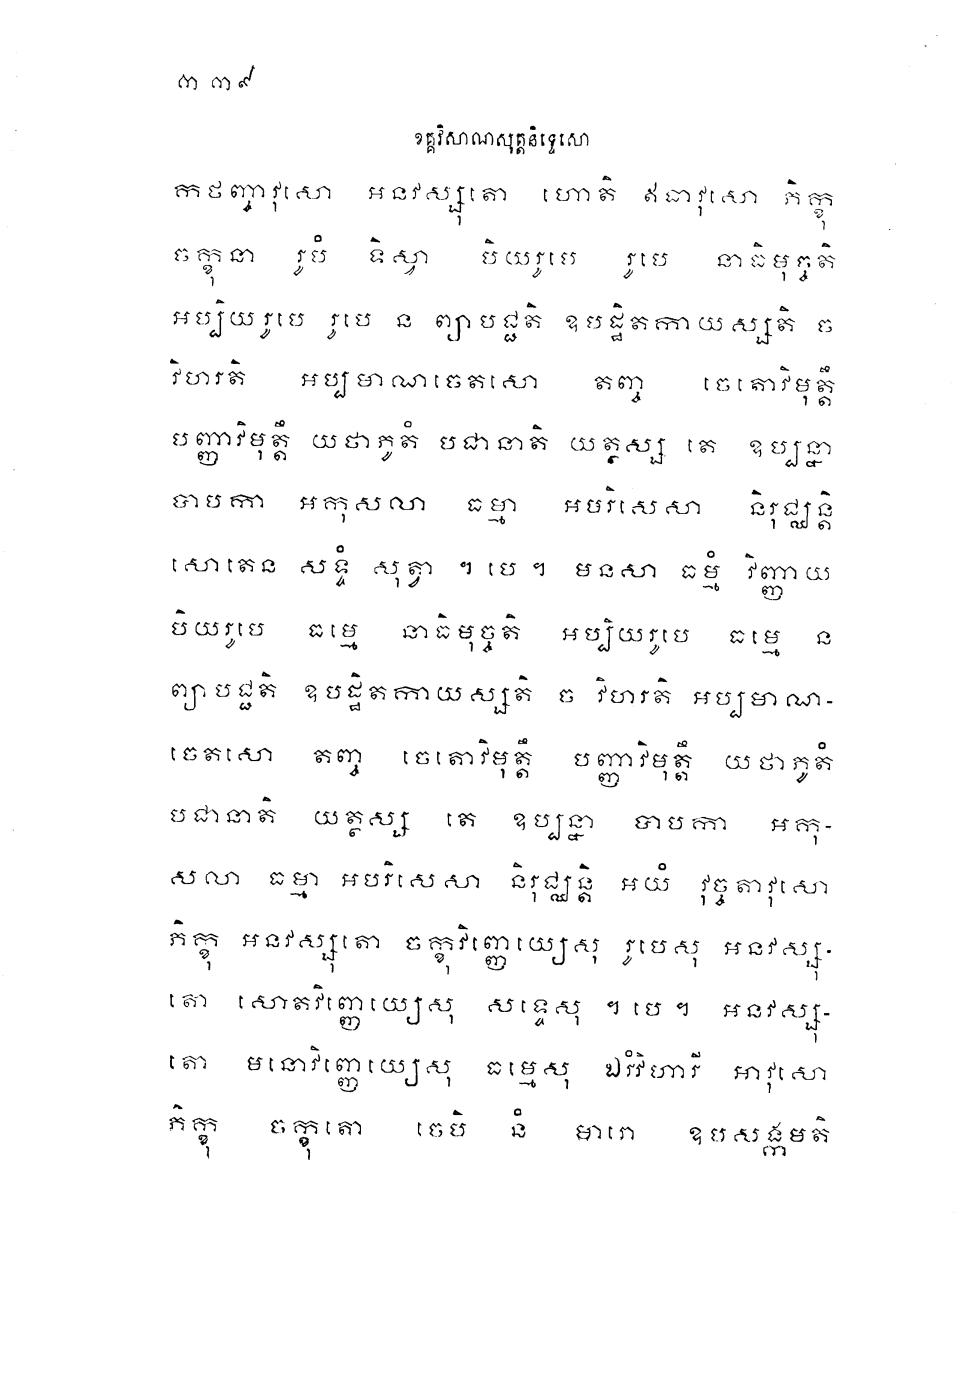 ៣៣៩
ខគ្គវិសាណសុត្តនិទ្ទេសោ
កថញ្ចាវុសោ អនវស្សុតោ ហោតិ ឥធាវុសោ ភិក្ខុ
ចក្ខុនា រូបំ ទិស្វា បិយរូបេ រូបេ នាធិមុច្ចតិ
អប្បិយរូបេ រូបេ ន ព្យាបជ្ជតិ ឧបដ្ឋិតកាយស្សតិ ច
វិហរតិ អប្បមាណចេតសោ តញ្ច ចេតោវិមុត្តឹ
បញ្ញាវិមុត្តឹ យថាភូតំ បជានាតិ យត្ថស្ស តេ ឧប្បន្នា
បាបកា អកុសលា ធម្មា អបរិសេសា និរុជ្ឈន្តិ
សោតេន សទ្ទំ សុត្វា ។ បេ ។ មនសា ធម្មំ វិញ្ញាយ
បិយរូបេ ធម្មេ នាធិមុច្ចតិ អប្បិយរូបេ ធម្មេ ន
ព្យាបជ្ជតិ ឧបដ្ឋិតកាយស្សតិ ច វិហរតិ អប្បមាណ-
ចេតសោ តញ្ច ចេតោវិមុត្តឹ បញ្ញាវិមុត្តឹ យថាភូតំ
បជានាតិ យត្ថស្ស តេ ឧប្បន្នា បាបកា អកុ-
សលា ធម្មា អបរិសេសា និរុជ្ឈន្តិ អយំ វុច្ចតាវុសោ
ភិក្ខុ អនវស្សុតោ ចក្ខុវិញ្ញេយ្យេសុ រូបេសុ អនវស្សុ-
តោ សោតវិញ្ញេយ្យេសុ សទ្ទេសុ ។ បេ ។ អនវស្សុ-
តោ មនោវិញ្ញេយ្យេសុ ធម្មេសុ ឯវំវិហារី អាវុសោ
ភិក្ខុ ចក្ខុតោ ចេបិ នំ មារោ ឧបសង្កមតិ